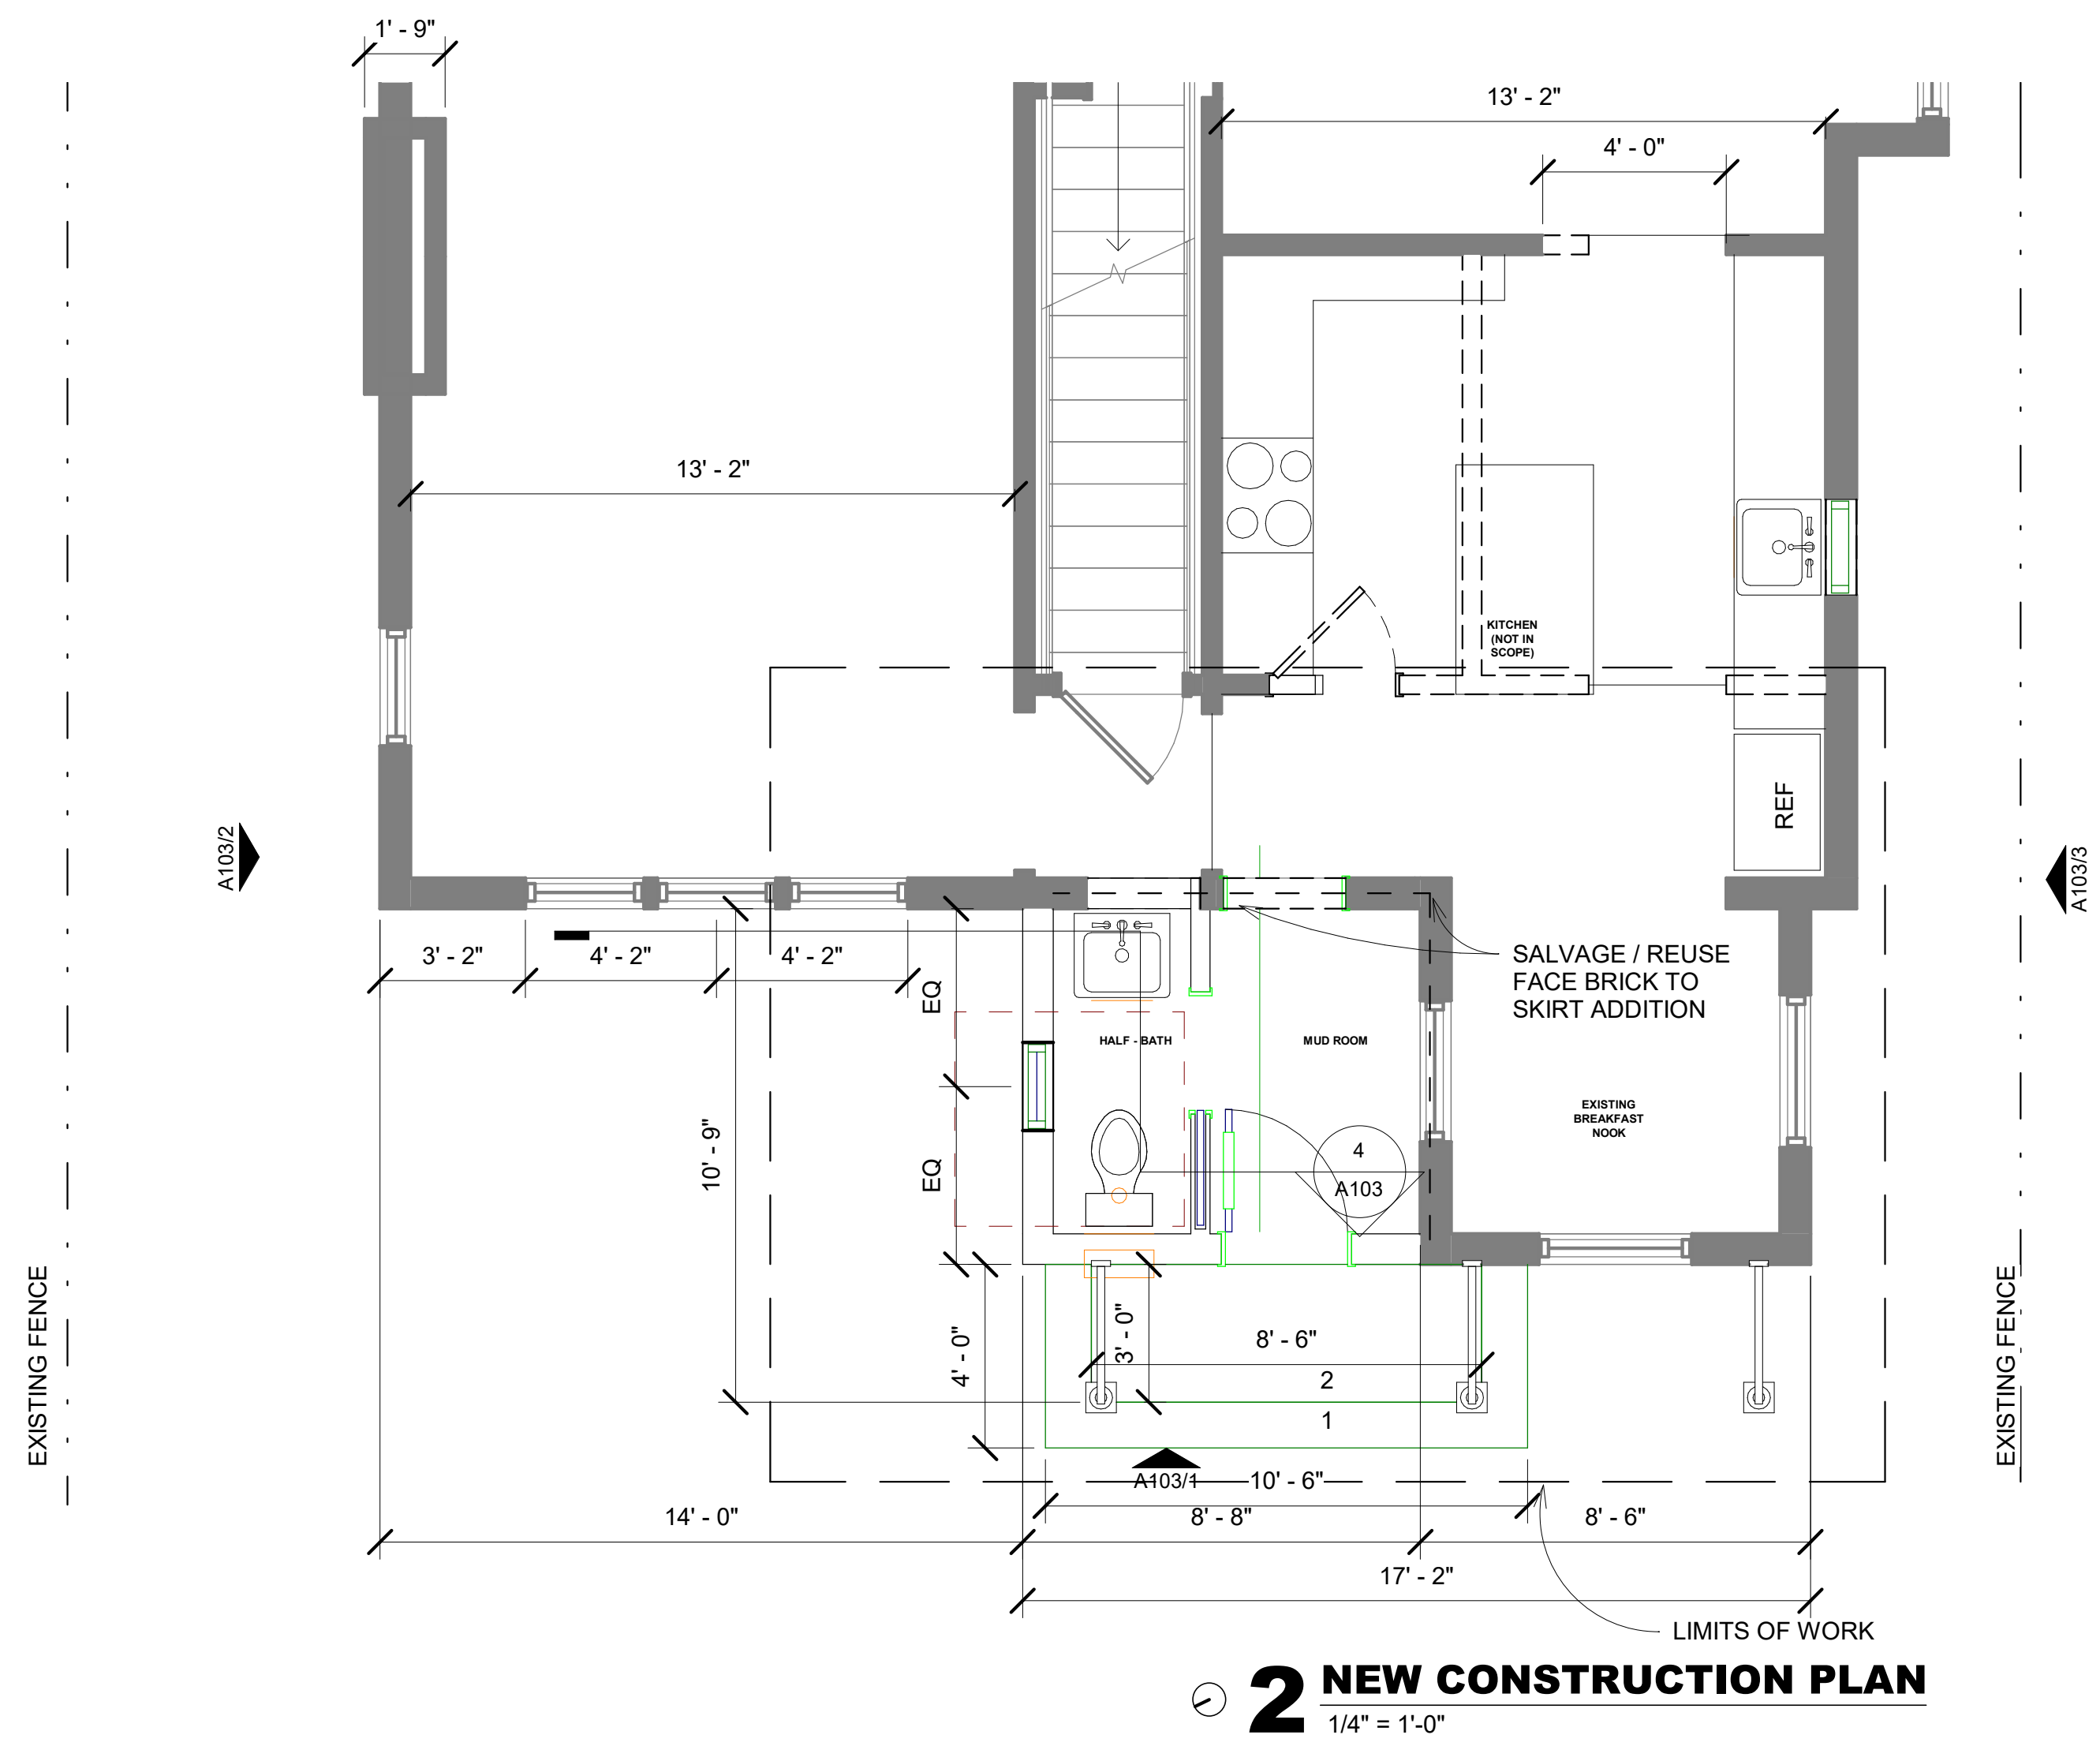 1' - 9"
13' - 2"
4' - 0"
13' - 2"
KITCHEN
(NOT IN
SCOPE)
REF
A103/2
A103/3
3' - 2"
4' - 2"
4' - 2"
EQ
SALVAGE / REUSE
FACE BRICK TO
SKIRT ADDITION
HALF - BATH
MUD ROOM
EXISTING
BREAKFAST
NOOK
10' - 9"
EQ
4
A103
EXISTING FENCE
EXISTING FENCE
4' - 0"
3' - 0"
8' - 6"
2
1
A103/1
10' - 6"
14' - 0"
8' - 8"
8' - 6"
17' - 2"
LIMITS OF WORK
2
NEW CONSTRUCTION PLAN
1/4" = 1'-0"